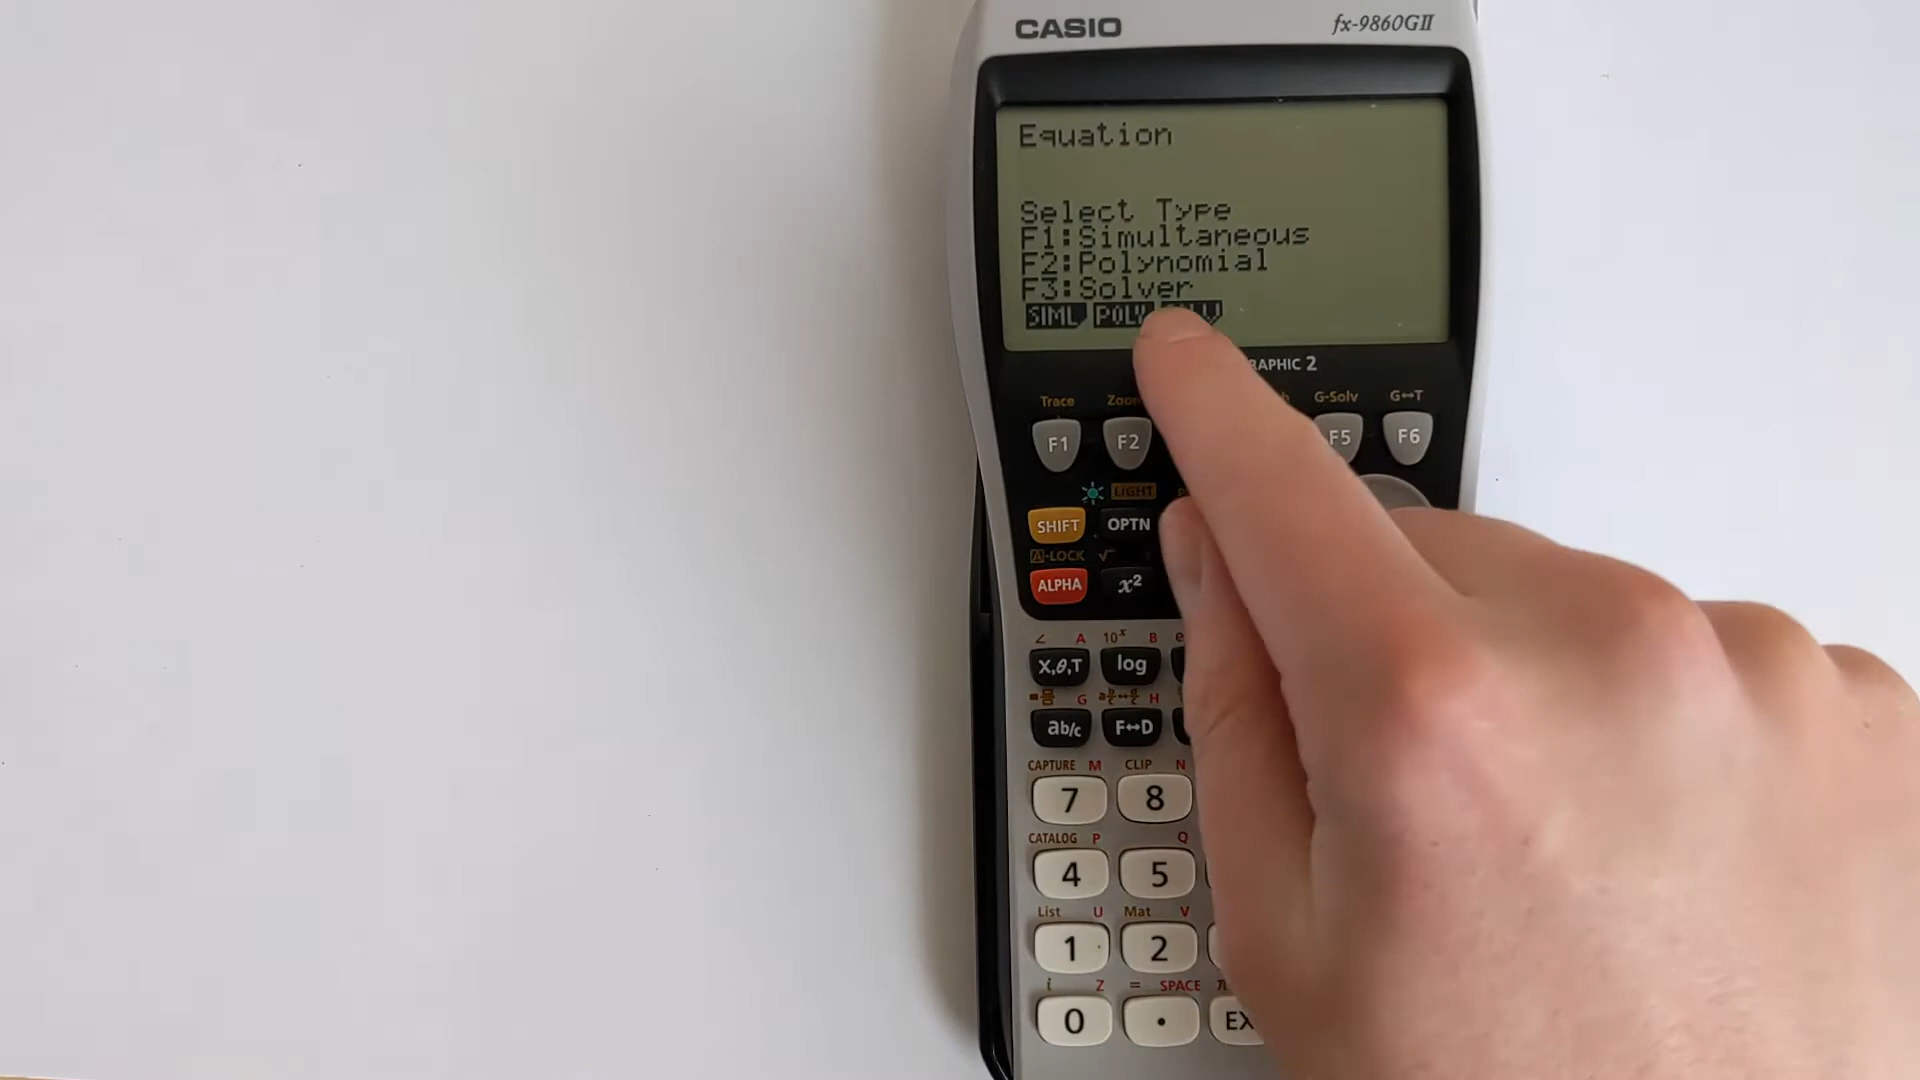 CASIO fx-9860GII
Equation
Select Type
F1:Simultaneous
F2:Polynomial
F3:Solver
SIML POLY
GRAPHIC 2
Trace Zoom G-Solv G↔T
F1 F2 F5 F6
LIGHT
SHIFT OPTN
A-LOCK √
ALPHA x²
∠ A 10ˣ B e
X,θ,T log
G a b/c↔d/c H
ab/c F↔D
CAPTURE M CLIP N
7 8
CATALOG P Q
4 5
List U Mat V
1 2
i Z = SPACE π
0 • EX